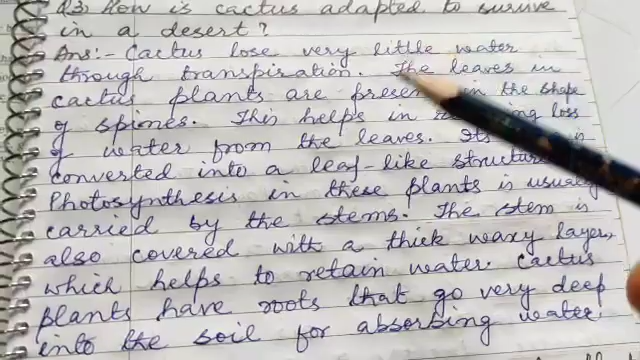 Q3) How is cactus adapted to survive
in a desert?
Ans:- Cactus lose very little water
through transpiration. The leaves in
cactus plants are present in the shape
of spines. This helps in loss
of water from the leaves. Its is
converted into a leaf-like structure.
Photosynthesis in these plants is usually
carried by the stems. The stem is
also covered with a thick waxy layer,
which helps to retain water. Cactus
plants have roots that go very deep
into the soil for absorbing water.